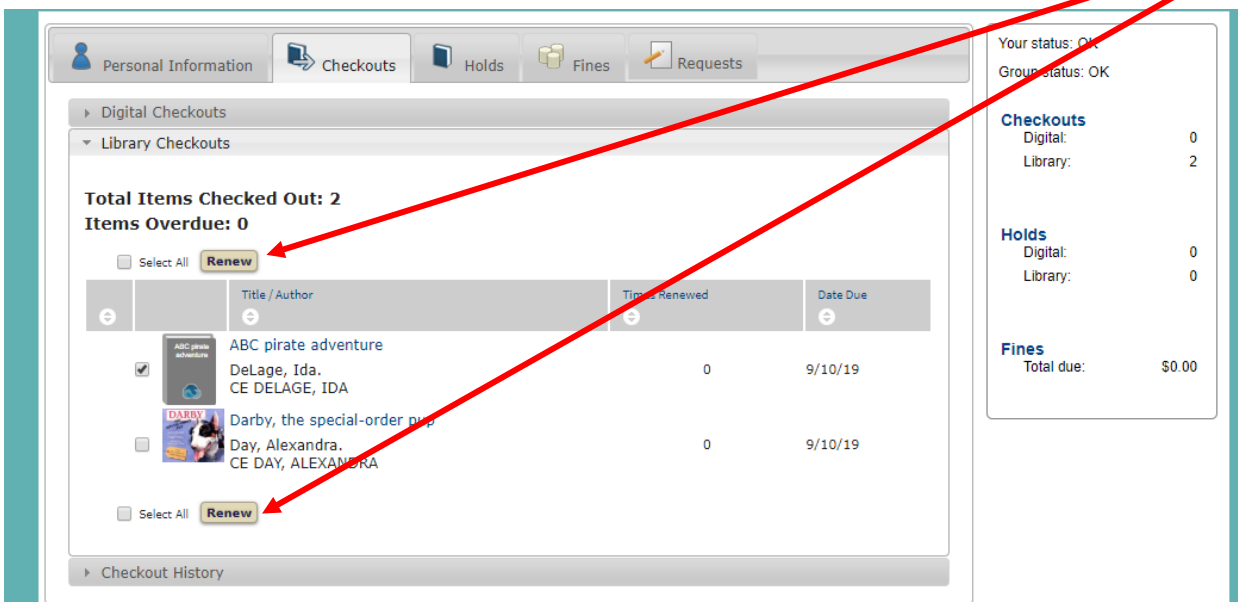 Personal Information
Checkouts
Holds
Fines
Requests
Digital Checkouts
Library Checkouts
Total Items Checked Out: 2
Items Overdue: 0
Select All Renew
Title / Author Times Renewed Date Due
ABC pirate adventure
ABC pirate adventure
DeLage, Ida. 0 9/10/19
CE DELAGE, IDA
DARBY
Darby, the special-order pup
Day, Alexandra. 0 9/10/19
CE DAY, ALEXANDRA
Select All Renew
Checkout History
Your status: OK
Group status: OK
Checkouts
Digital: 0
Library: 2
Holds
Digital: 0
Library: 0
Fines
Total due: $0.00